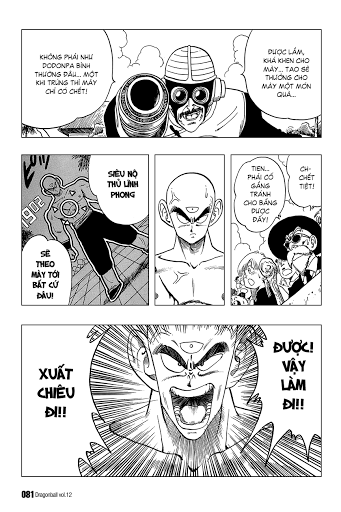 ĐƯỢC LẮM,
KHÁ KHEN CHO
MÀY... TAO SẼ
THƯỞNG CHO
MÀY MỘT MÓN
QUÀ...
KHÔNG PHẢI NHƯ
DODONPA BÌNH
THƯỜNG ĐÂU... MỘT
KHI TRÚNG THÌ MÀY
CHỈ CÓ CHẾT!
CH-
CHẾT
TIỆT!
TIEN...
PHẢI CỐ
GẮNG
TRÁNH
CHO BẰNG
ĐƯỢC
ĐẤY!
SIÊU NỘ
THỦ LĨNH
PHONG
SẼ
THEO
MÀY TỚI
BẤT CỨ
ĐÂU!
ĐƯỢC!
VẬY
LÀM
ĐI!!
XUẤT
CHIÊU
ĐI!!
081 Dragonball vol.12